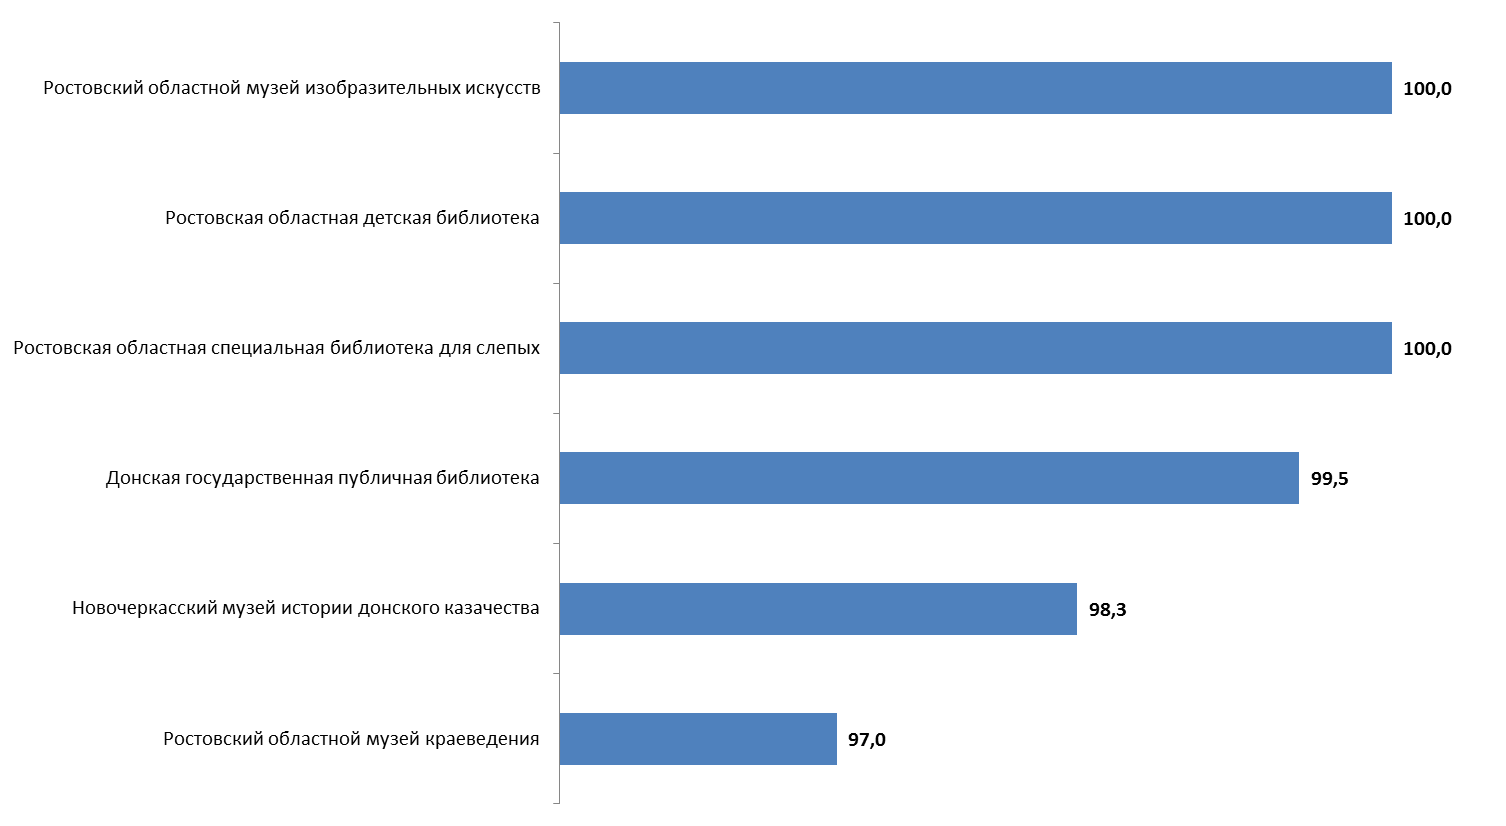 Ростовский областной музей изобразительных искусств 100,0
Ростовская областная детская библиотека 100,0
Ростовская областная специальная библиотека для слепых 100,0
Донская государственная публичная библиотека 99,5
Новочеркасский музей истории донского казачества 98,3
Ростовский областной музей краеведения 97,0